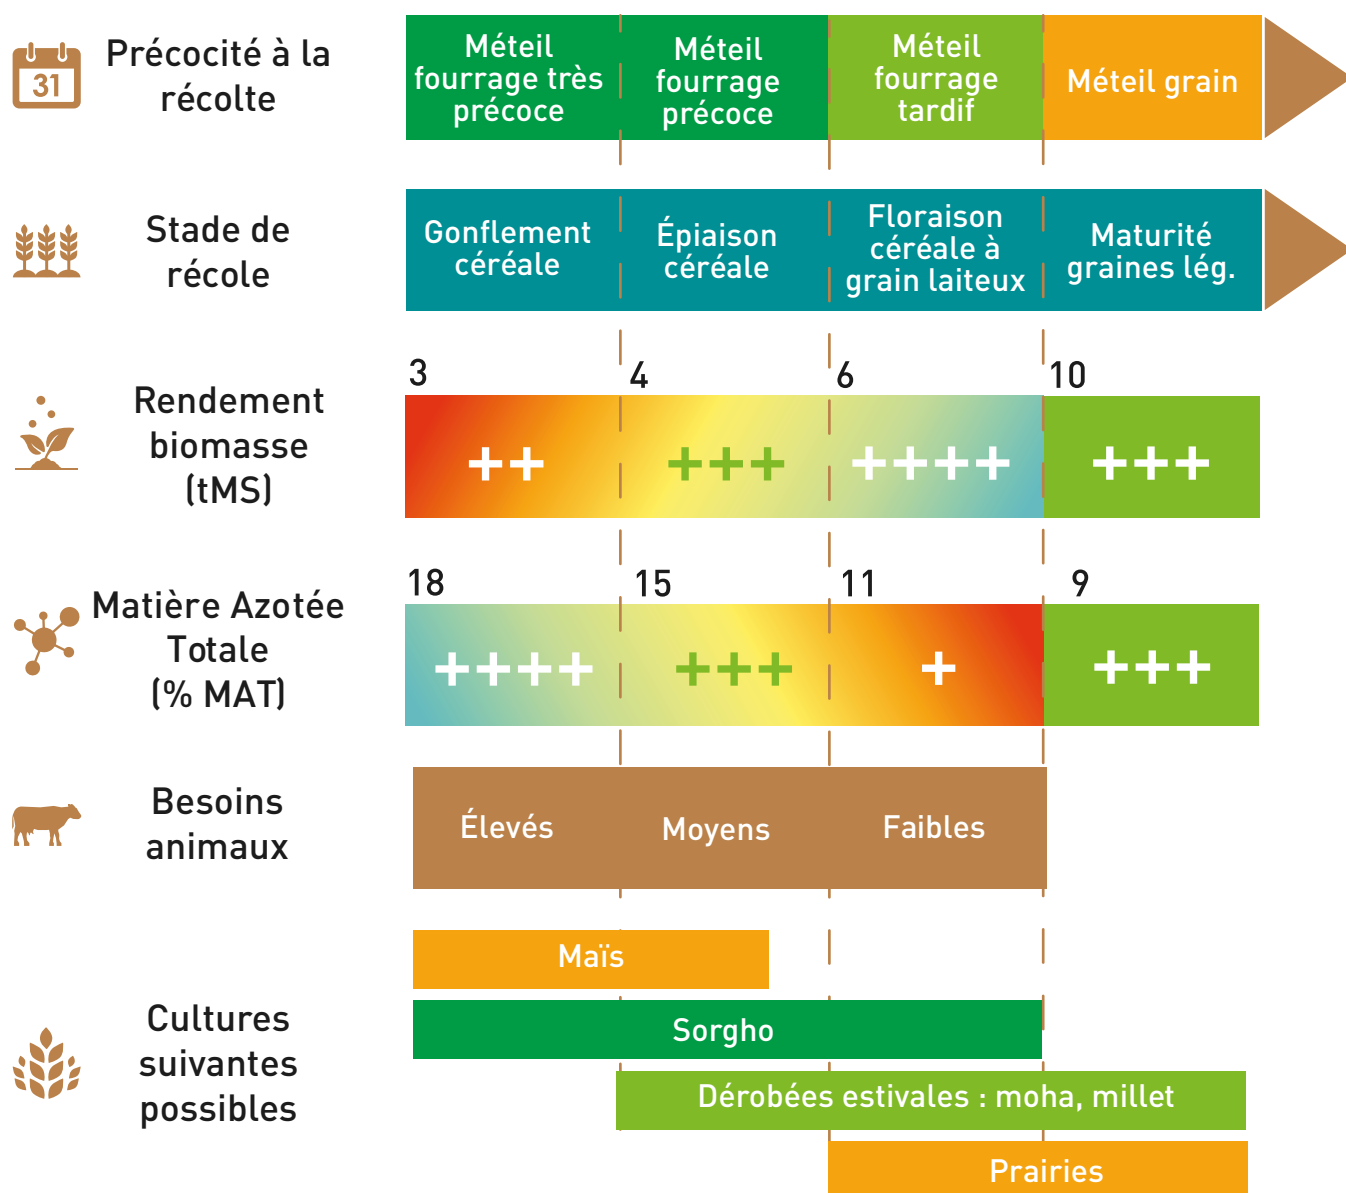 31
Précocité à la
récolte
Méteil
fourrage très
précoce
Méteil
fourrage
précoce
Méteil
fourrage
tardif
Méteil grain
Stade de
récole
Gonflement
céréale
Épiaison
céréale
Floraison
céréale à
grain laiteux
Maturité
graines lég.
Rendement
biomasse
(tMS)
3
4
6
10
++
+++
++++
+++
Matière Azotée
Totale
(% MAT)
18
15
11
9
++++
+++
+
+++
Besoins
animaux
Élevés
Moyens
Faibles
Cultures
suivantes
possibles
Maïs
Sorgho
Dérobées estivales : moha, millet
Prairies